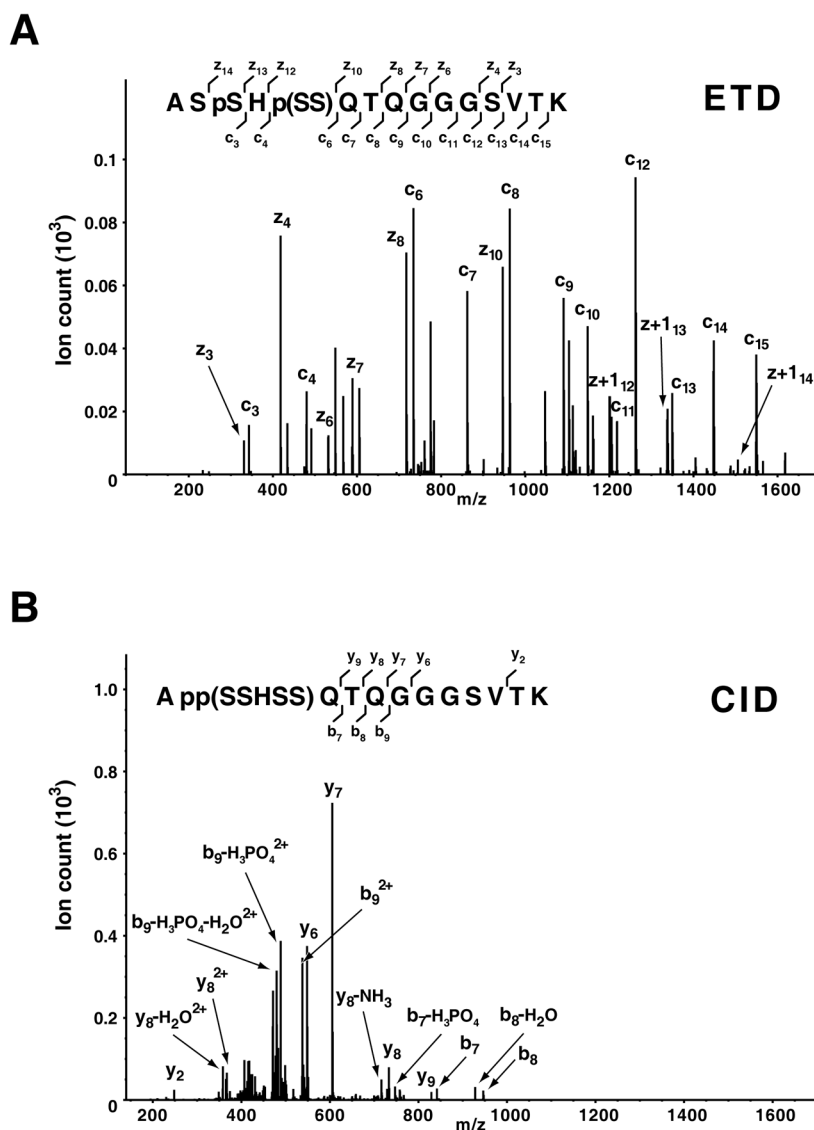 A
z₁₄ z₁₃ z₁₂ z₁₀ z₈ z₇ z₆ z₄ z₃
A S pS H p(SS) Q T Q G G G S V T K
c₃ c₄ c₆ c₇ c₈ c₉ c₁₀ c₁₁ c₁₂ c₁₃ c₁₄ c₁₅
ETD
Ion count (10³)
0.1
0.08
0.06
0.04
0.02
0
z₃
c₃
z₄
c₄
z₆
z₇
z₈
c₆
c₇
z₁₀
c₈
c₉
c₁₀
z+1₁₂
c₁₁
c₁₂
z+1₁₃
c₁₃
c₁₄
c₁₅
z+1₁₄
200 400 600 800 1000 1200 1400 1600
m/z
B
y₉ y₈ y₇ y₆ y₂
A pp(SSHSS) Q T Q G G G S V T K
b₇ b₈ b₉
CID
Ion count (10³)
1.0
0.8
0.6
0.4
0.2
0
y₇
b₉-H₃PO₄²⁺
b₉²⁺
b₉-H₃PO₄-H₂O²⁺
y₆
y₈²⁺
y₈-H₂O²⁺
y₂
y₈-NH₃
y₈
b₇-H₃PO₄
y₉
b₇
b₈-H₂O
b₈
200 400 600 800 1000 1200 1400 1600
m/z